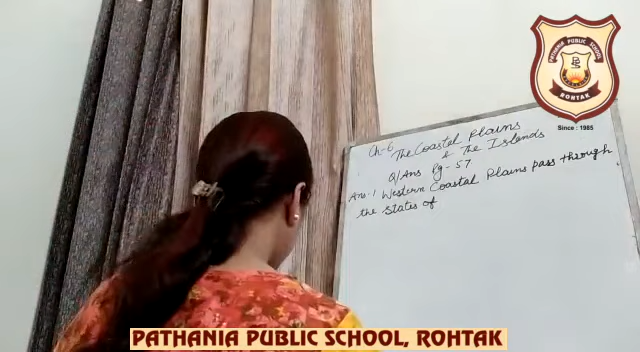 PATHANIA PUBLIC SCHOOL
PPS
ROHTAK
Since : 1985
Ch-6 The Coastal Plains
& The Islands
Q/Ans Pg-57
Ans.1 Western Coastal Plains pass through
the states of
PATHANIA PUBLIC SCHOOL, ROHTAK